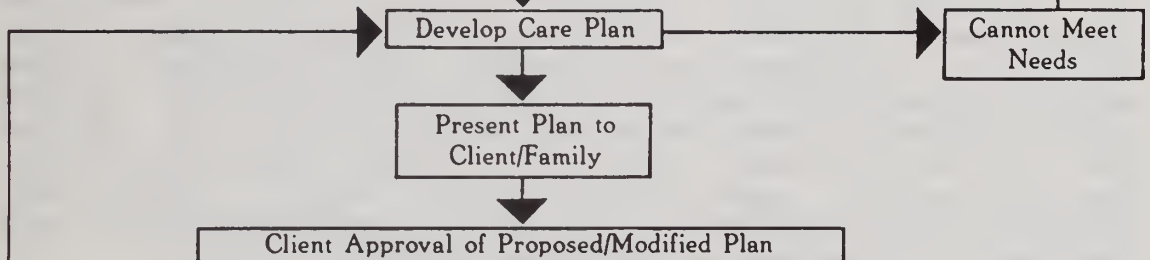 Develop Care Plan
Cannot Meet
Needs
Present Plan to
Client/Family
Client Approval of Proposed/Modified Plan